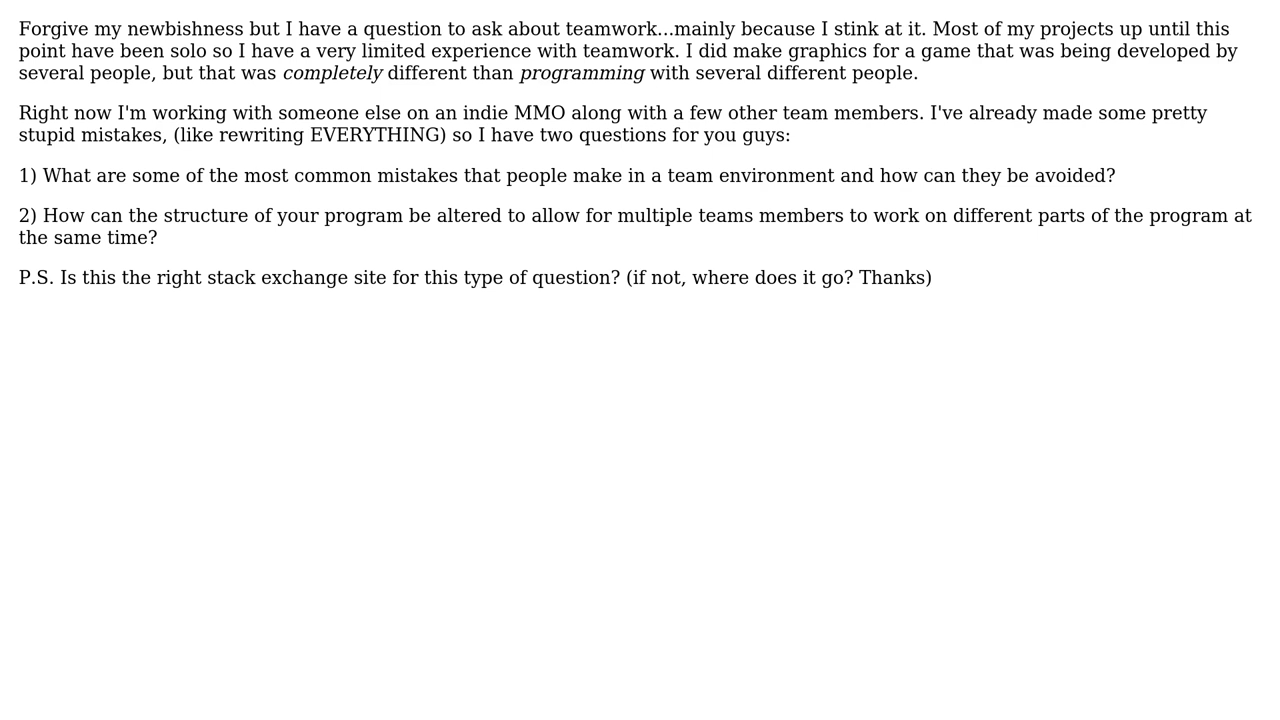 Forgive my newbishness but I have a question to ask about teamwork...mainly because I stink at it. Most of my projects up until this
point have been solo so I have a very limited experience with teamwork. I did make graphics for a game that was being developed by
several people, but that was completely different than programming with several different people.
Right now I'm working with someone else on an indie MMO along with a few other team members. I've already made some pretty
stupid mistakes, (like rewriting EVERYTHING) so I have two questions for you guys:
1) What are some of the most common mistakes that people make in a team environment and how can they be avoided?
2) How can the structure of your program be altered to allow for multiple teams members to work on different parts of the program at
the same time?
P.S. Is this the right stack exchange site for this type of question? (if not, where does it go? Thanks)